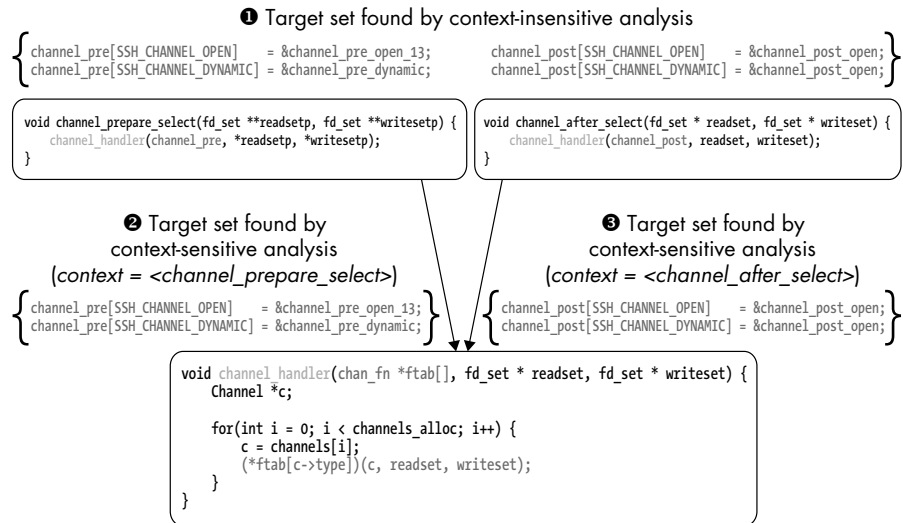 ❶ Target set found by context-insensitive analysis
{ channel_pre[SSH_CHANNEL_OPEN]    = &channel_pre_open_13;    channel_post[SSH_CHANNEL_OPEN]    = &channel_post_open; }
channel_pre[SSH_CHANNEL_DYNAMIC] = &channel_pre_dynamic;    channel_post[SSH_CHANNEL_DYNAMIC] = &channel_post_open;
void channel_prepare_select(fd_set **readsetp, fd_set **writesetp) {
    channel_handler(channel_pre, *readsetp, *writesetp);
}
void channel_after_select(fd_set * readset, fd_set * writeset) {
    channel_handler(channel_post, readset, writeset);
}
❷ Target set found by
context-sensitive analysis
(context = <channel_prepare_select>)
{ channel_pre[SSH_CHANNEL_OPEN]    = &channel_pre_open_13; }
channel_pre[SSH_CHANNEL_DYNAMIC] = &channel_pre_dynamic;
❸ Target set found by
context-sensitive analysis
(context = <channel_after_select>)
{ channel_post[SSH_CHANNEL_OPEN]    = &channel_post_open; }
channel_post[SSH_CHANNEL_DYNAMIC] = &channel_post_open;
void channel_handler(chan_fn *ftab[], fd_set * readset, fd_set * writeset) {
    Channel *c;
    for(int i = 0; i < channels_alloc; i++) {
        c = channels[i];
        (*ftab[c->type])(c, readset, writeset);
    }
}